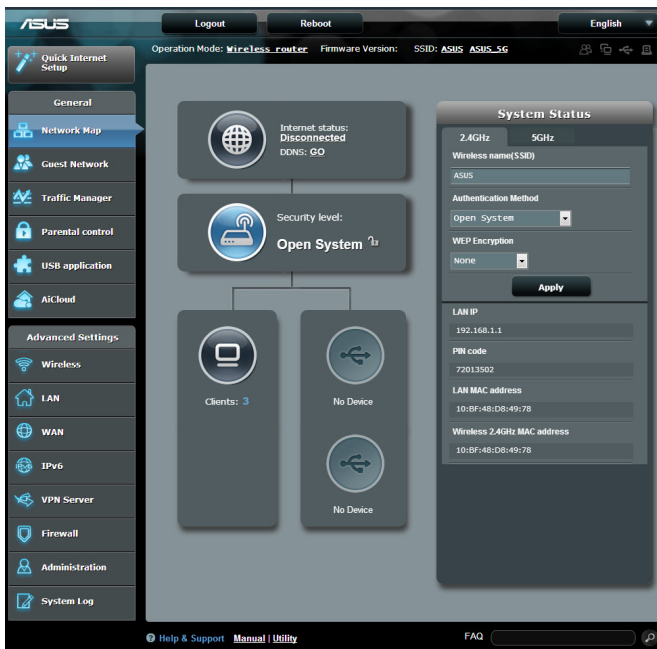 ASUS
Logout
Reboot
English
Operation Mode: Wireless router Firmware Version: SSID: ASUS ASUS_5G
Quick Internet
Setup
General
Network Map
Guest Network
Traffic Manager
Parental control
USB application
AiCloud
Advanced Settings
Wireless
LAN
WAN
IPv6
VPN Server
Firewall
Administration
System Log
Internet status:
Disconnected
DDNS: GO
Security level:
Open System
Clients: 3
No Device
No Device
System Status
2.4GHz
5GHz
Wireless name(SSID)
ASUS
Authentication Method
Open System
WEP Encryption
None
Apply
LAN IP
192.168.1.1
PIN code
72013502
LAN MAC address
10:BF:48:D8:49:78
Wireless 2.4GHz MAC address
10:BF:48:D8:49:78
Help & Support Manual | Utility
FAQ